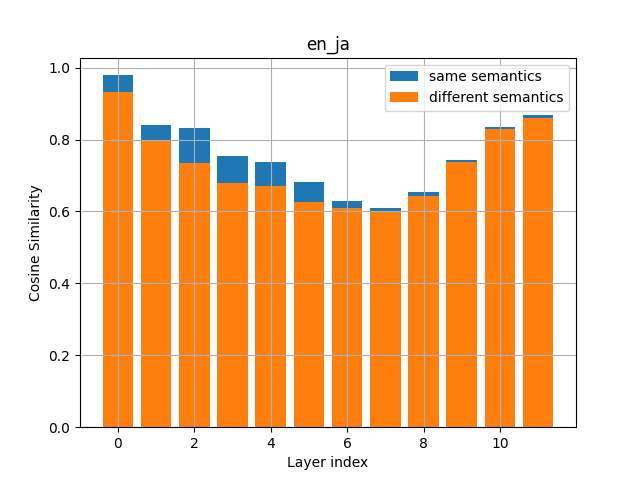 en_ja
same semantics
different semantics
1.0
0.8
0.6
0.4
0.2
0.0
Cosine Similarity
0 2 4 6 8 10
Layer index